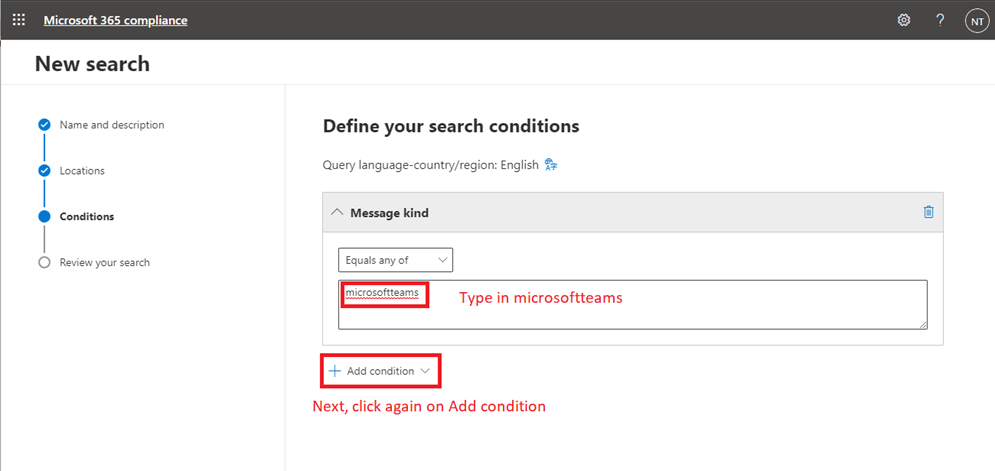 Microsoft 365 compliance
? NT
New search
Name and description
Locations
Conditions
Review your search
Define your search conditions
Query language-country/region: English
Message kind
Equals any of
microsoftteams
Type in microsoftteams
+ Add condition
Next, click again on Add condition